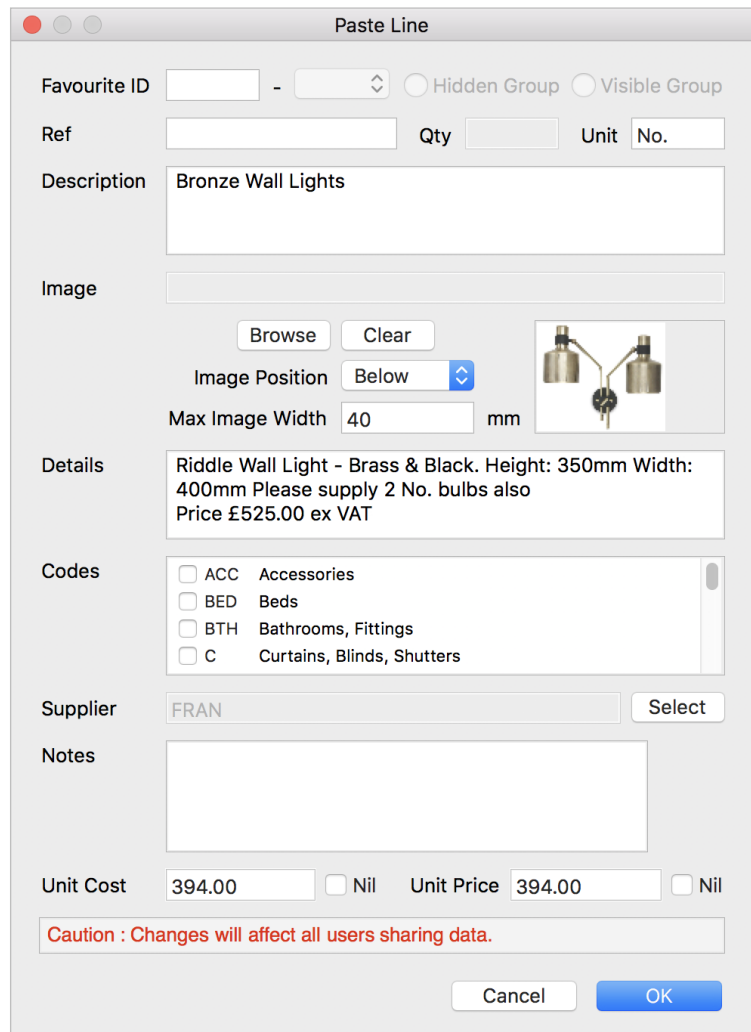 Paste Line
Favourite ID - Hidden Group Visible Group
Ref Qty Unit No.
Description Bronze Wall Lights
Image
Browse Clear
Image Position Below
Max Image Width 40 mm
Details Riddle Wall Light - Brass & Black. Height: 350mm Width:
400mm Please supply 2 No. bulbs also
Price £525.00 ex VAT
Codes ACC Accessories
BED Beds
BTH Bathrooms, Fittings
C Curtains, Blinds, Shutters
Supplier FRAN Select
Notes
Unit Cost 394.00 Nil Unit Price 394.00 Nil
Caution : Changes will affect all users sharing data.
Cancel OK